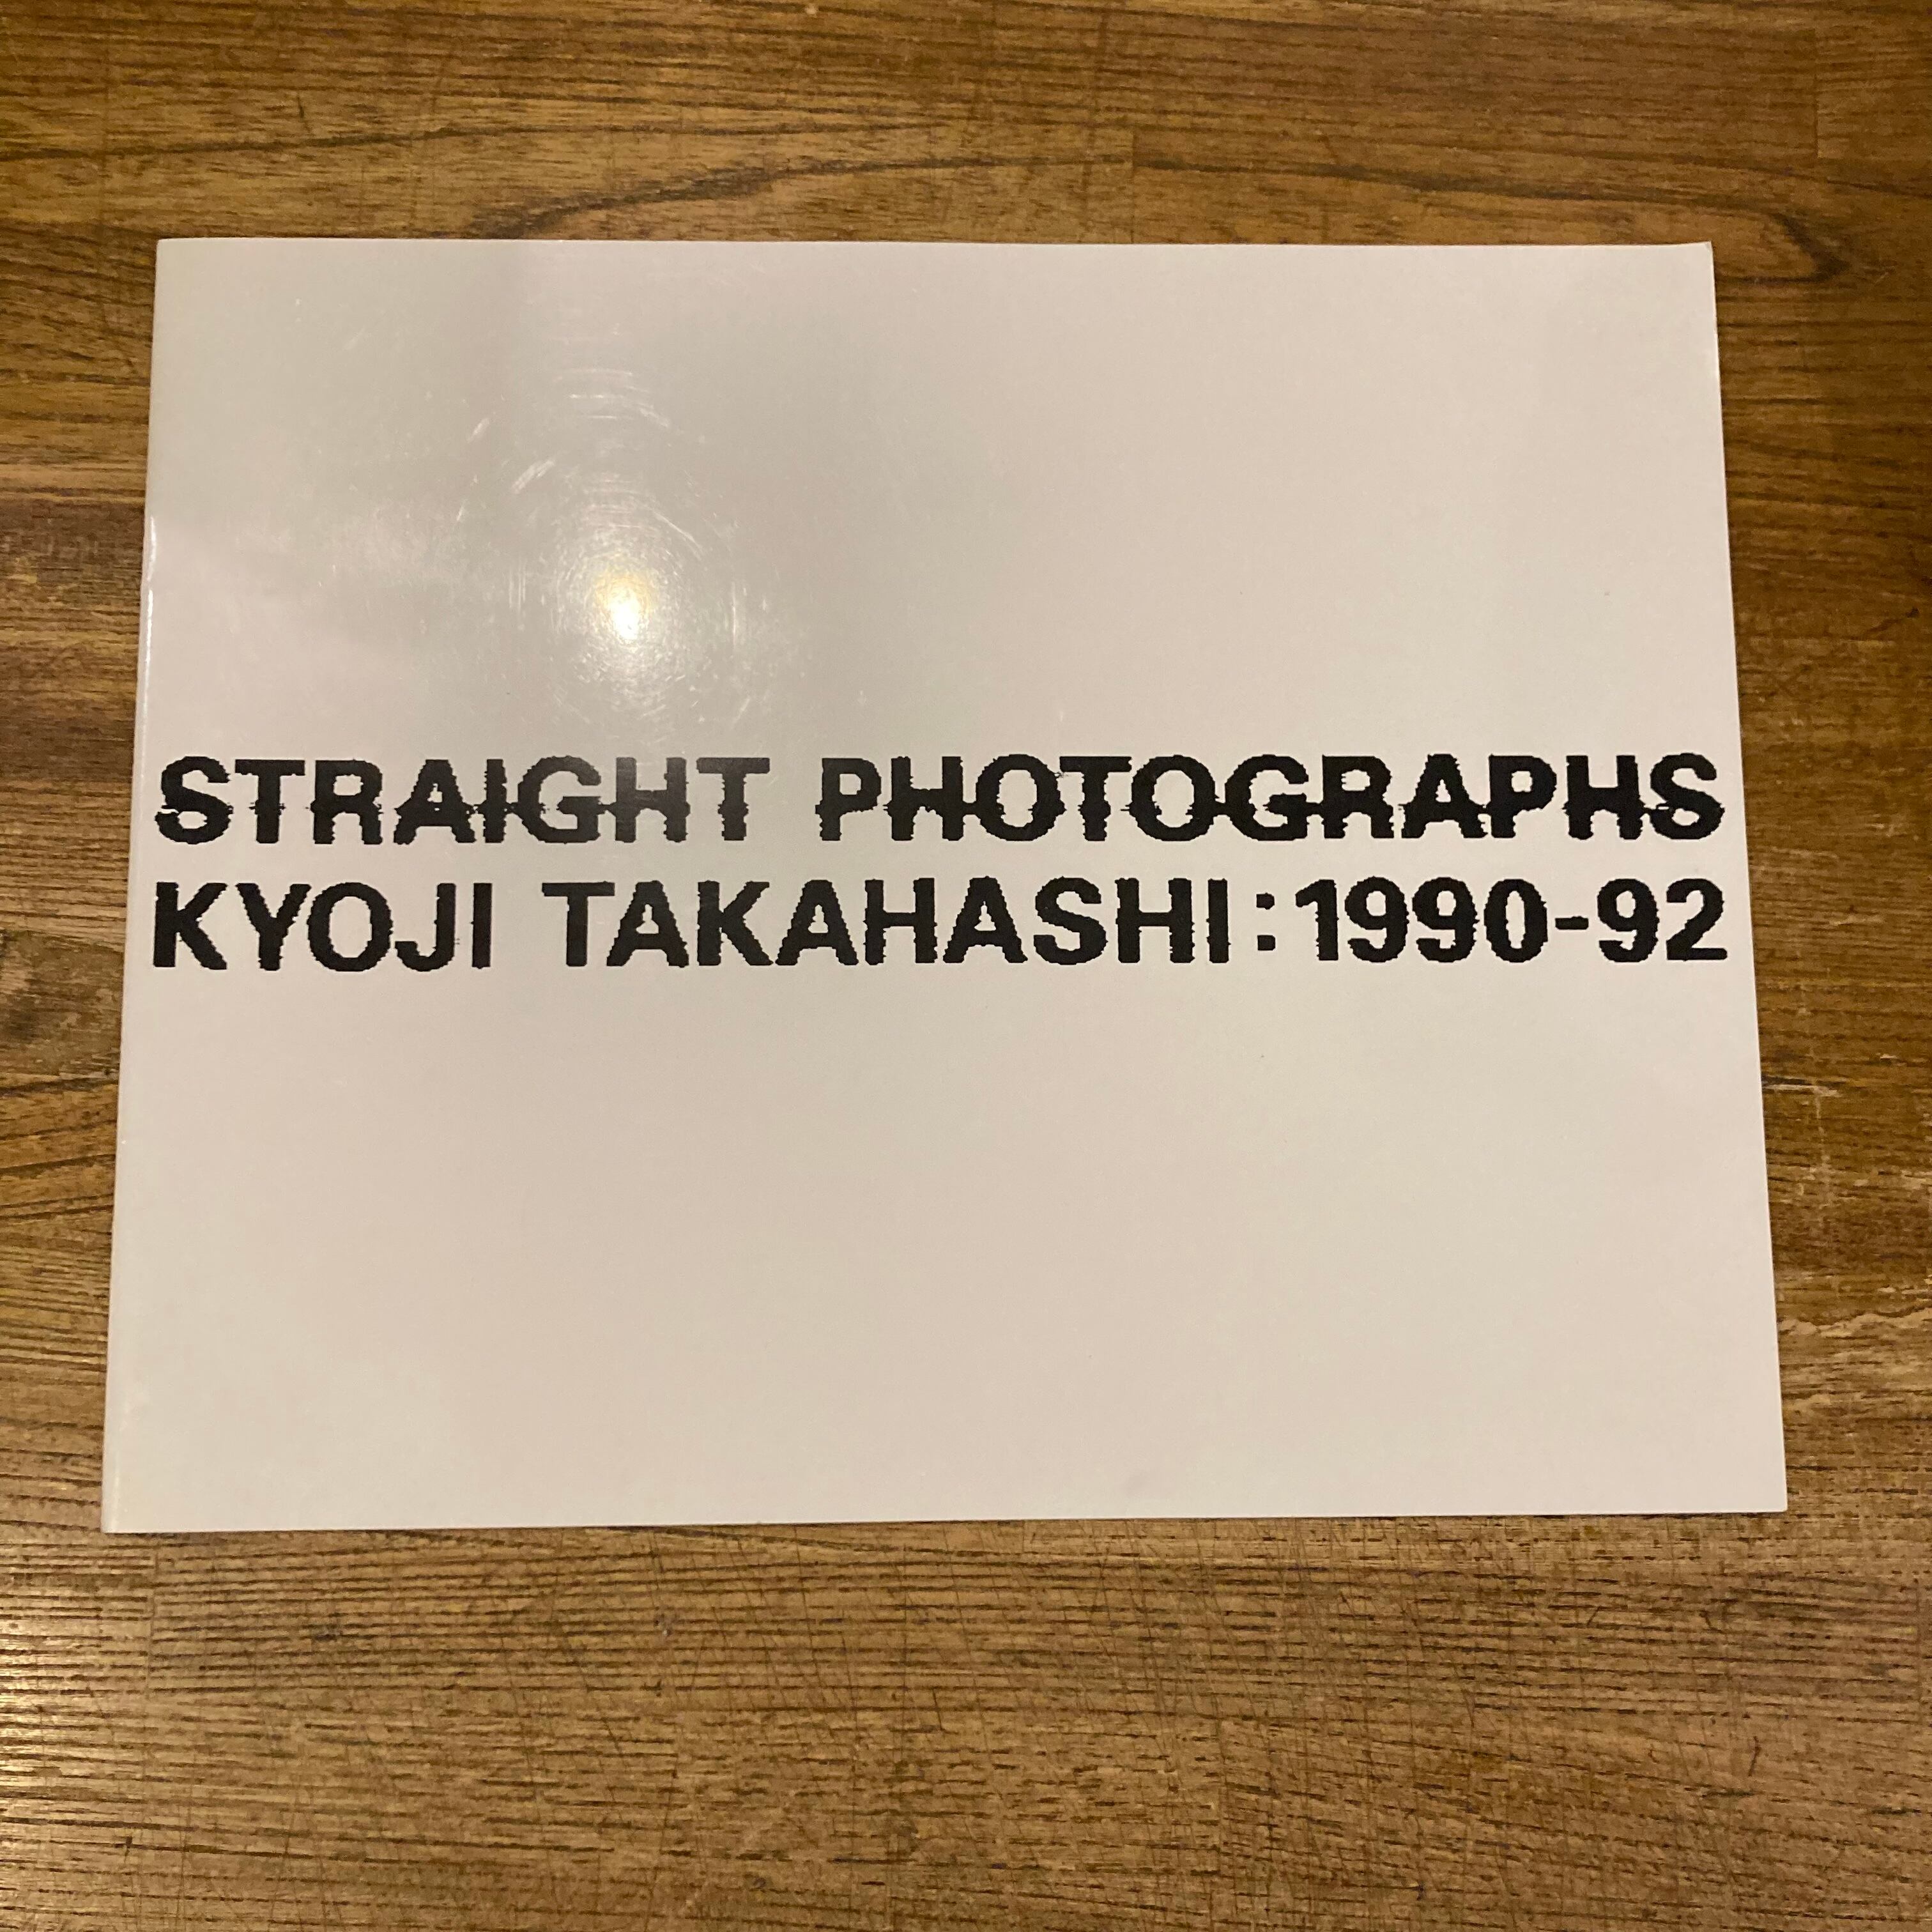 STRAIGHT PHOTOGRAPHS
KYOJI TAKAHASHI:1990-92